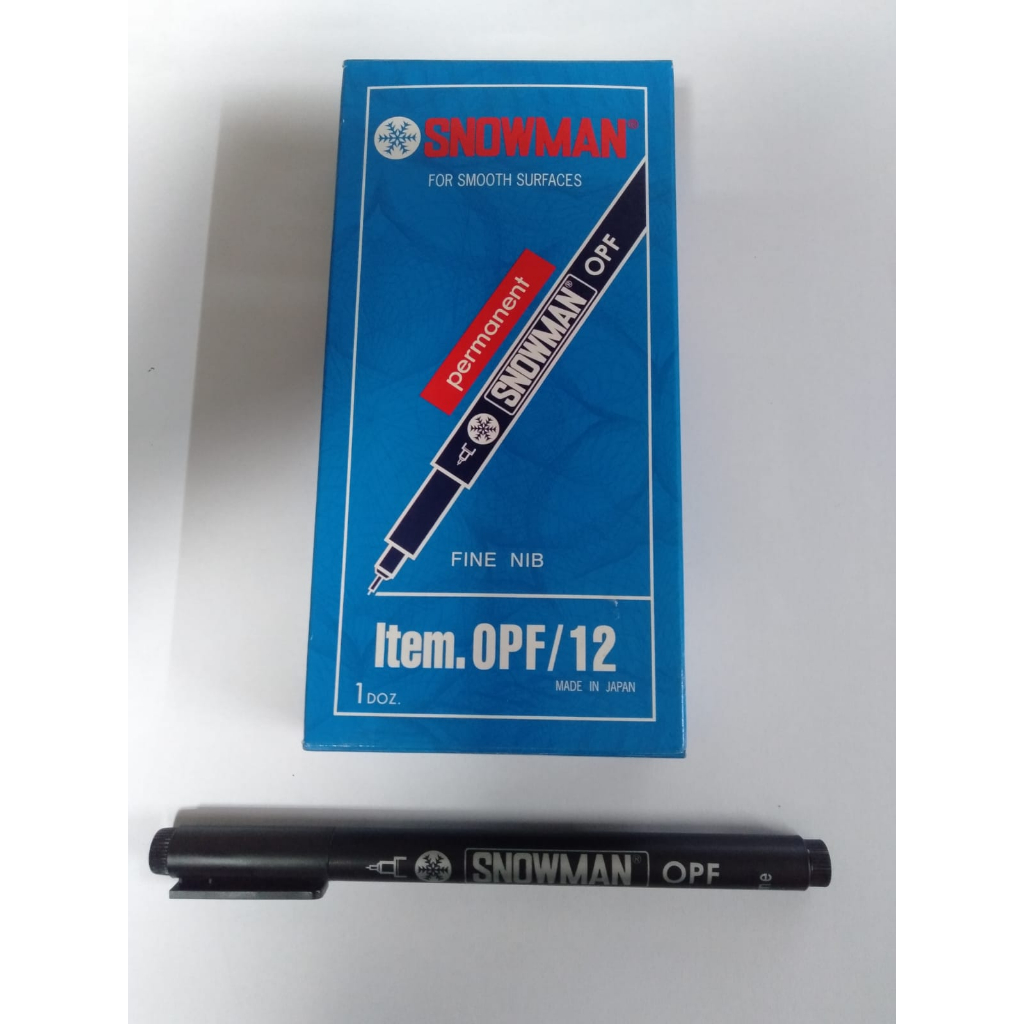 SNOWMAN®
FOR SMOOTH SURFACES
permanent
SNOWMAN® OPF
FINE NIB
Item. OPF/12
MADE IN JAPAN
1 DOZ.
SNOWMAN® OPF